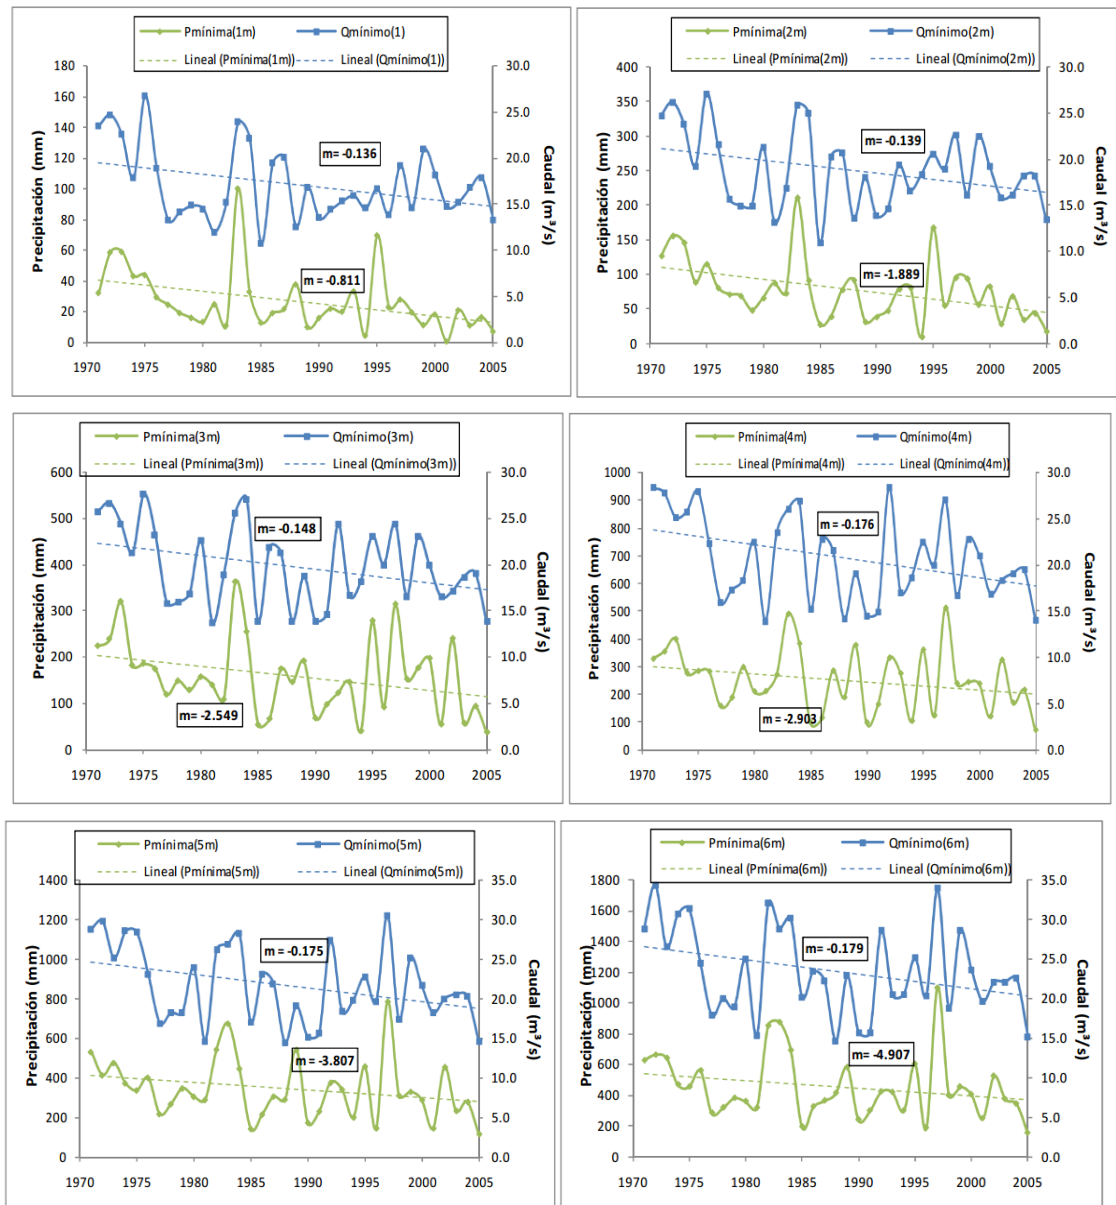 Pmínima(1m) Qmínimo(1)
Lineal (Pmínima(1m)) Lineal (Qmínimo(1))
Precipitación (mm)
180
160
140
120
100
80
60
40
20
0
m= -0.136
m = -0.811
30.0
25.0
20.0
15.0
10.0
5.0
0.0
Caudal (m³/s)
1970 1975 1980 1985 1990 1995 2000 2005
Pmínima(2m) Qmínimo(2m)
Lineal (Pmínima(2m)) Lineal (Qmínimo(2m))
Precipitación (mm)
400
350
300
250
200
150
100
50
0
m= -0.139
m= -1.889
30.0
25.0
20.0
15.0
10.0
5.0
0.0
Caudal (m³/s)
1970 1975 1980 1985 1990 1995 2000 2005
Pmínima(3m) Qmínimo(3m)
Lineal (Pmínima(3m)) Lineal (Qmínimo(3m))
Precipitación (mm)
600
500
400
300
200
100
0
m= -0.148
m= -2.549
30.0
25.0
20.0
15.0
10.0
5.0
0.0
Caudal (m³/s)
1970 1975 1980 1985 1990 1995 2000 2005
Pmínima(4m) Qmínimo(4m)
Lineal (Pmínima(4m)) Lineal (Qmínimo(4m))
Precipitación (mm)
1000
900
800
700
600
500
400
300
200
100
0
m= -0.176
m = -2.903
30.0
25.0
20.0
15.0
10.0
5.0
0.0
Caudal (m³/s)
1970 1975 1980 1985 1990 1995 2000 2005
Pmínima(5m) Qmínimo(5m)
Lineal (Pmínima(5m)) Lineal (Qmínimo(5m))
Precipitación (mm)
1400
1200
1000
800
600
400
200
0
m= -0.175
m = -3.807
35.0
30.0
25.0
20.0
15.0
10.0
5.0
0.0
Caudal (m³/s)
1970 1975 1980 1985 1990 1995 2000 2005
Pmínima(6m) Qmínimo(6m)
Lineal (Pmínima(6m)) Lineal (Qmínimo(6m))
Precipitación (mm)
1800
1600
1400
1200
1000
800
600
400
200
0
m= -0.179
m= -4.907
35.0
30.0
25.0
20.0
15.0
10.0
5.0
0.0
Caudal (m³/s)
1970 1975 1980 1985 1990 1995 2000 2005